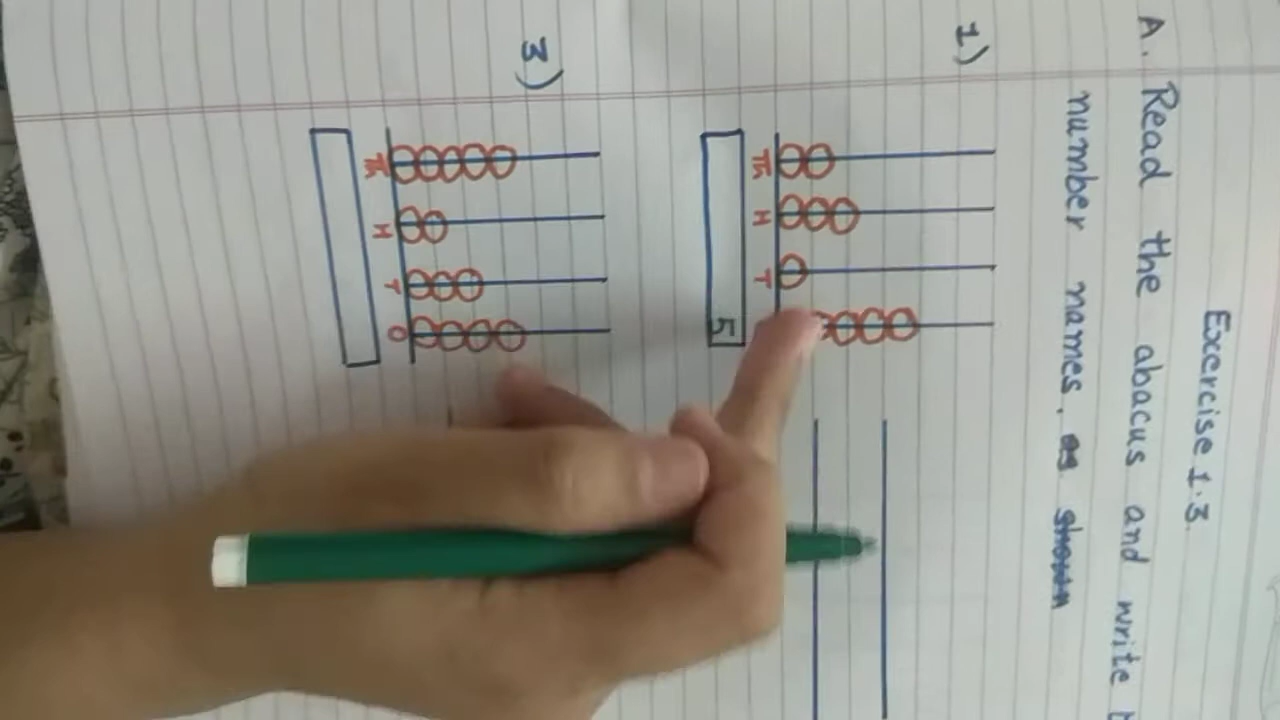 Exercise 1.3.
A. Read the abacus and write
number names.
1)
Th H T
5
3)
Th H T O